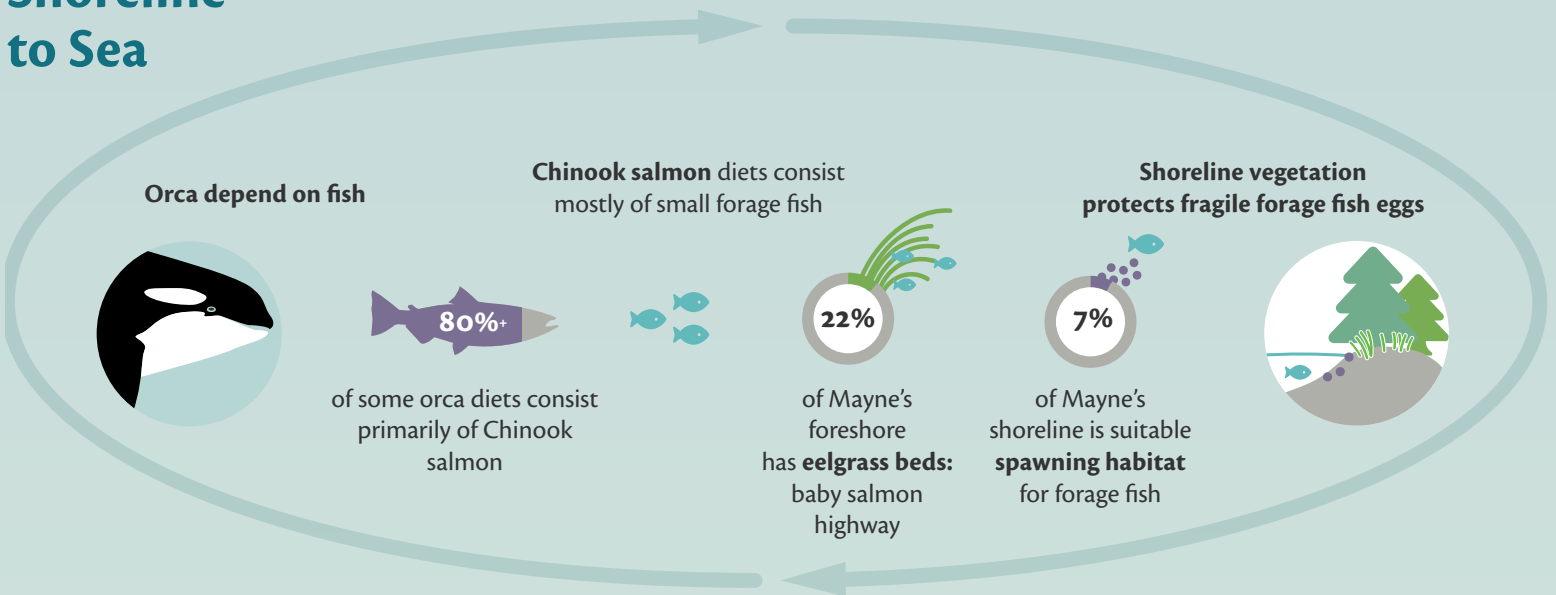 Shoreline
to Sea
Orca depend on fish
80%+
of some orca diets consist
primarily of Chinook
salmon
Chinook salmon diets consist
mostly of small forage fish
22%
of Mayne's
foreshore
has eelgrass beds:
baby salmon
highway
7%
of Mayne's
shoreline is suitable
spawning habitat
for forage fish
Shoreline vegetation
protects fragile forage fish eggs